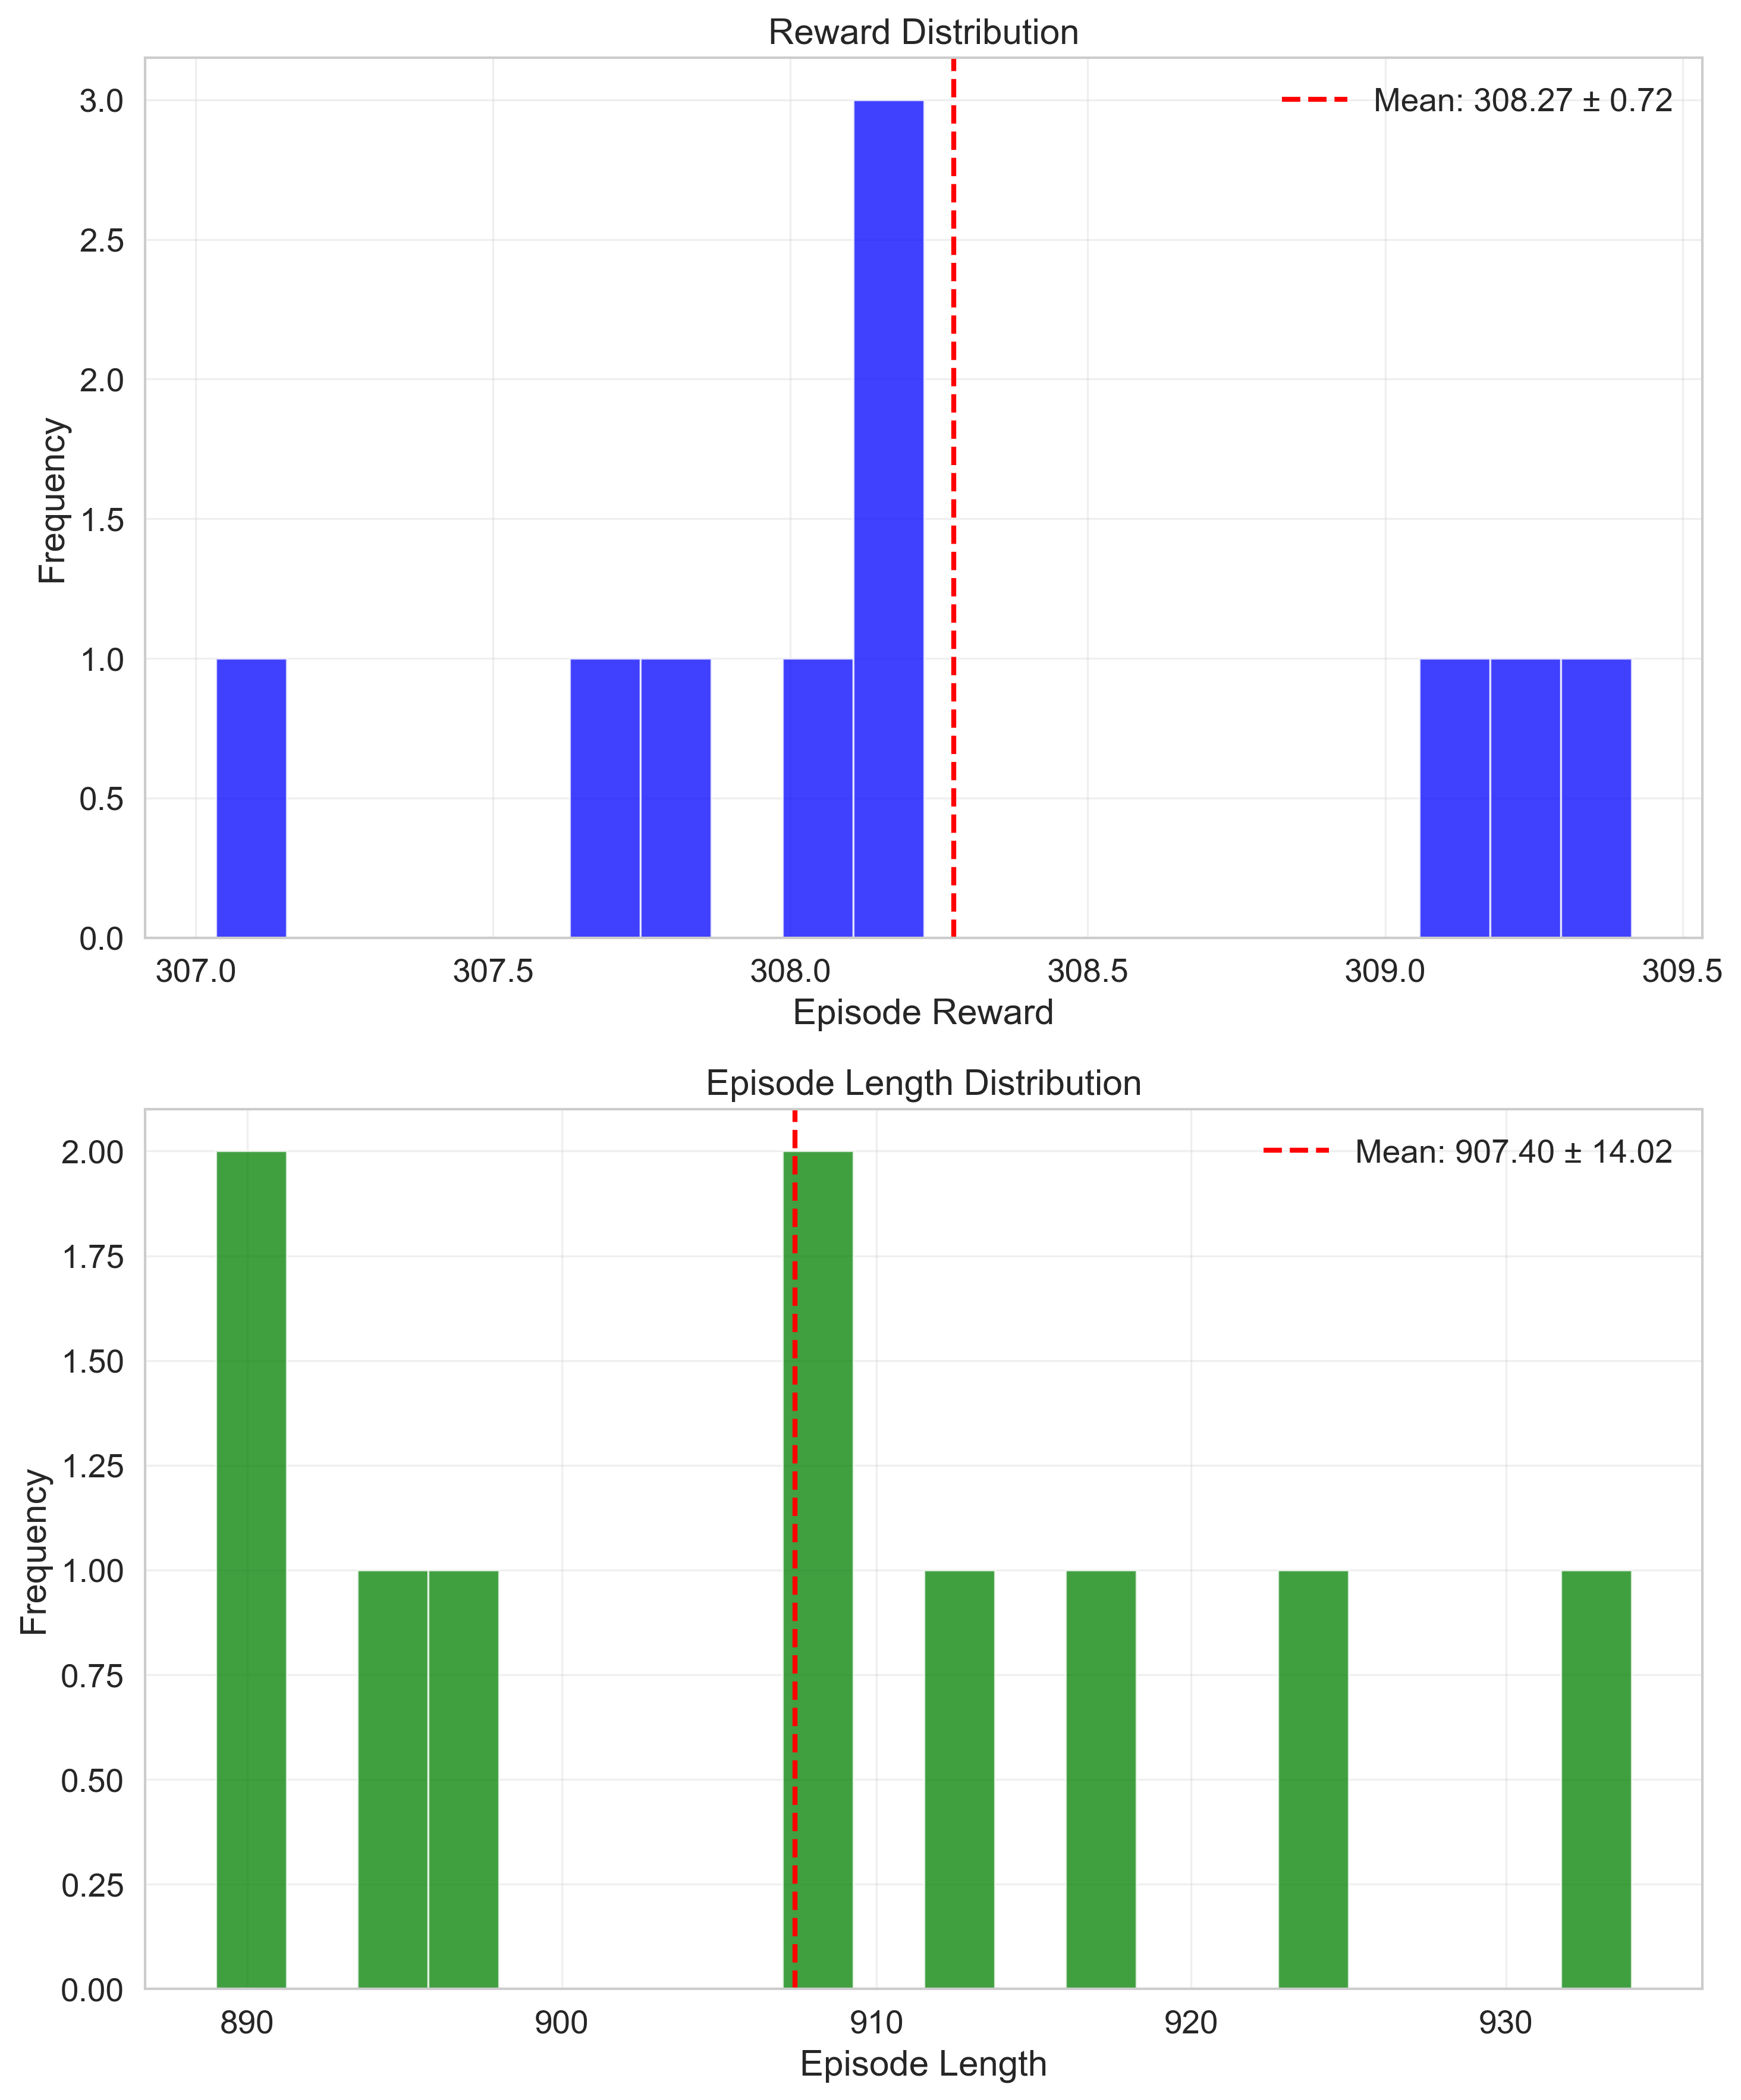 Reward Distribution
Mean: 308.27 ± 0.72
Frequency
3.0
2.5
2.0
1.5
1.0
0.5
0.0
307.0 307.5 308.0 308.5 309.0 309.5
Episode Reward
Episode Length Distribution
Mean: 907.40 ± 14.02
Frequency
2.00
1.75
1.50
1.25
1.00
0.75
0.50
0.25
0.00
890 900 910 920 930
Episode Length